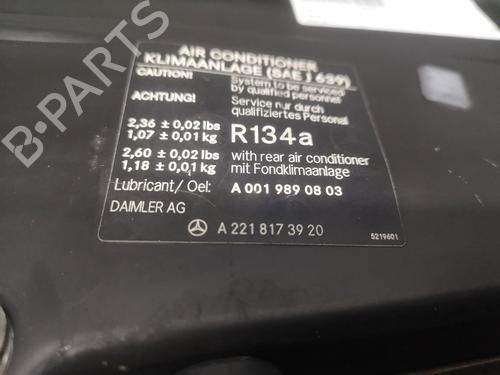 AIR CONDITIONER
KLIMAANLAGE (SAE J 639)
CAUTION!
System to be serviced
by qualified personnel
ACHTUNG!
Service nur durch
qualifiziertes Personal
2,36 ± 0,02 lbs
1,07 ± 0,01 kg
R134a
2,60 ± 0,02 lbs
1,18 ± 0,01 kg
with rear air conditioner
mit Fondklimaanlage
Lubricant/ Oel: A 001 989 08 03
DAIMLER AG
A 221 817 39 20
5219601
B-PARTS